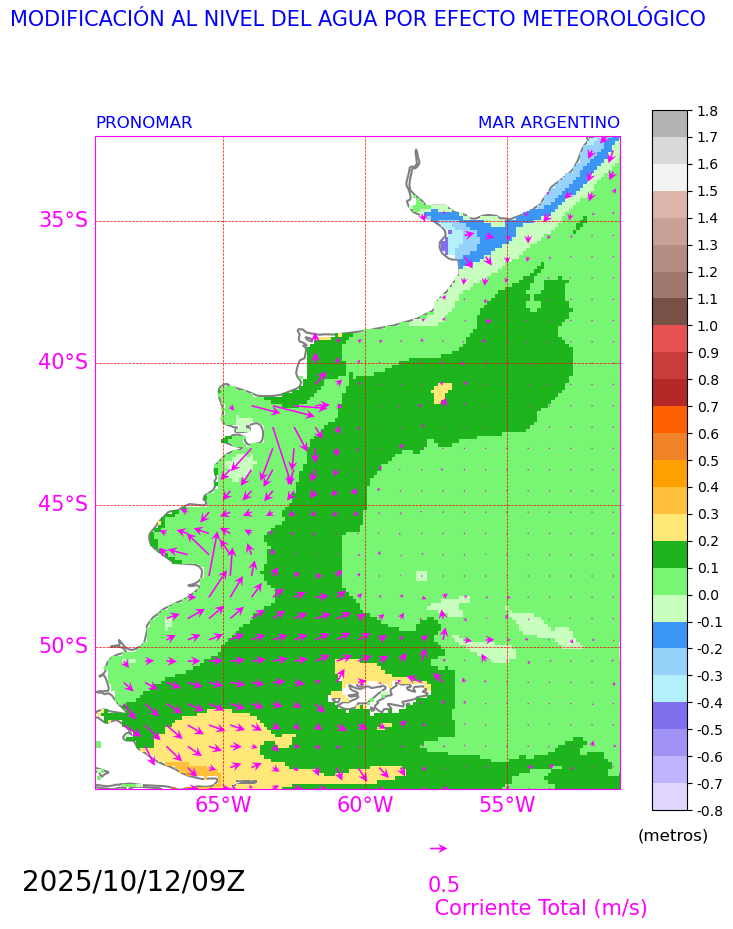 MODIFICACIÓN AL NIVEL DEL AGUA POR EFECTO METEOROLÓGICO
PRONOMAR MAR ARGENTINO
35°S
40°S
45°S
50°S
65°W 60°W 55°W
1.8
1.7
1.6
1.5
1.4
1.3
1.2
1.1
1.0
0.9
0.8
0.7
0.6
0.5
0.4
0.3
0.2
0.1
0.0
-0.1
-0.2
-0.3
-0.4
-0.5
-0.6
-0.7
-0.8
(metros)
2025/10/12/09Z
0.5
Corriente Total (m/s)